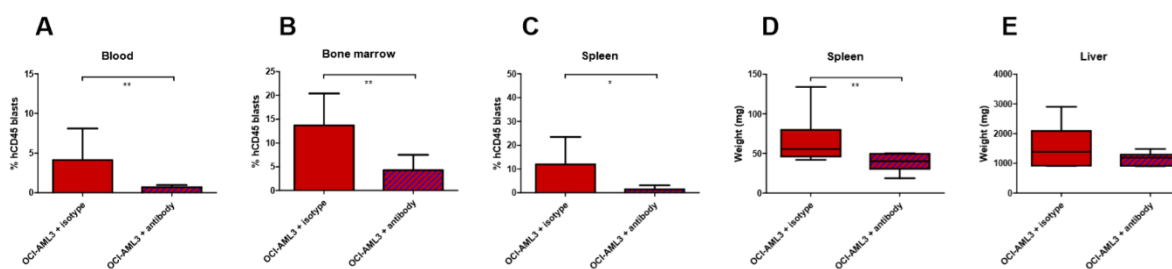 A
Blood
% hCD45 blasts
15
10
5
0
**
OCI-AML3 + isotype
OCI-AML3 + antibody
B
Bone marrow
% hCD45 blasts
25
20
15
10
5
0
**
OCI-AML3 + isotype
OCI-AML3 + antibody
C
Spleen
% hCD45 blasts
50
40
30
20
10
0
*
OCI-AML3 + isotype
OCI-AML3 + antibody
D
Spleen
Weight (mg)
150
100
50
0
**
OCI-AML3 + isotype
OCI-AML3 + antibody
E
Liver
Weight (mg)
4000
3000
2000
1000
0
OCI-AML3 + isotype
OCI-AML3 + antibody